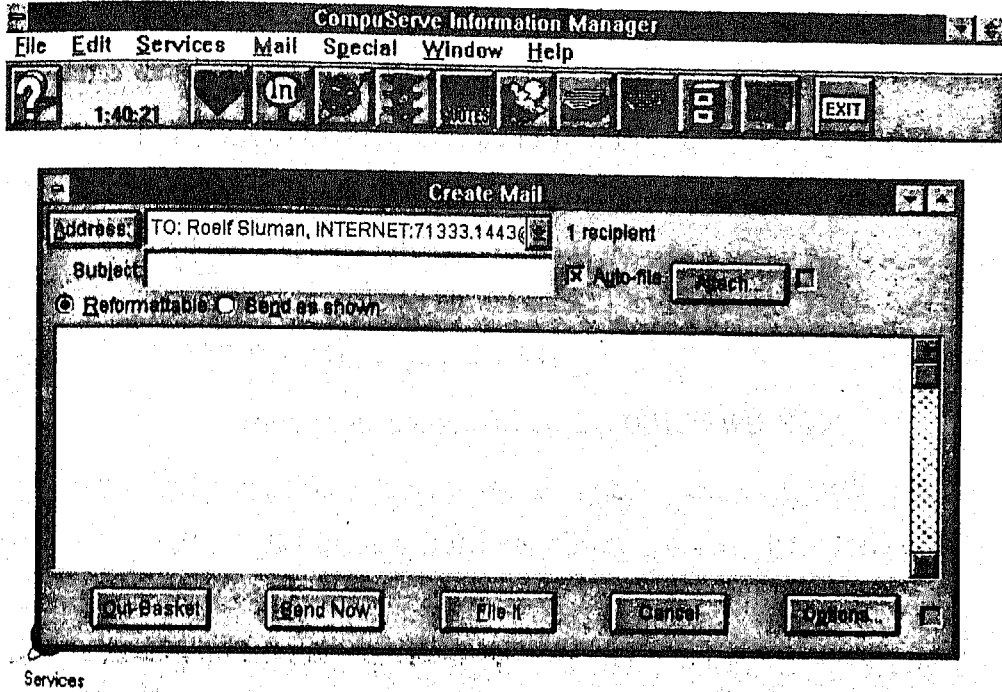 CompuServe Information Manager
File Edit Services Mail Special Window Help
1:40:21 In QUOTES EXIT
Create Mail
Address: TO: Roelf Sluman, INTERNET:71333.1443@ 1 recipient
Subject: Auto-file Attach...
Reformattable Send as shown
Out-Basket Send Now File It Cancel Options...
Services